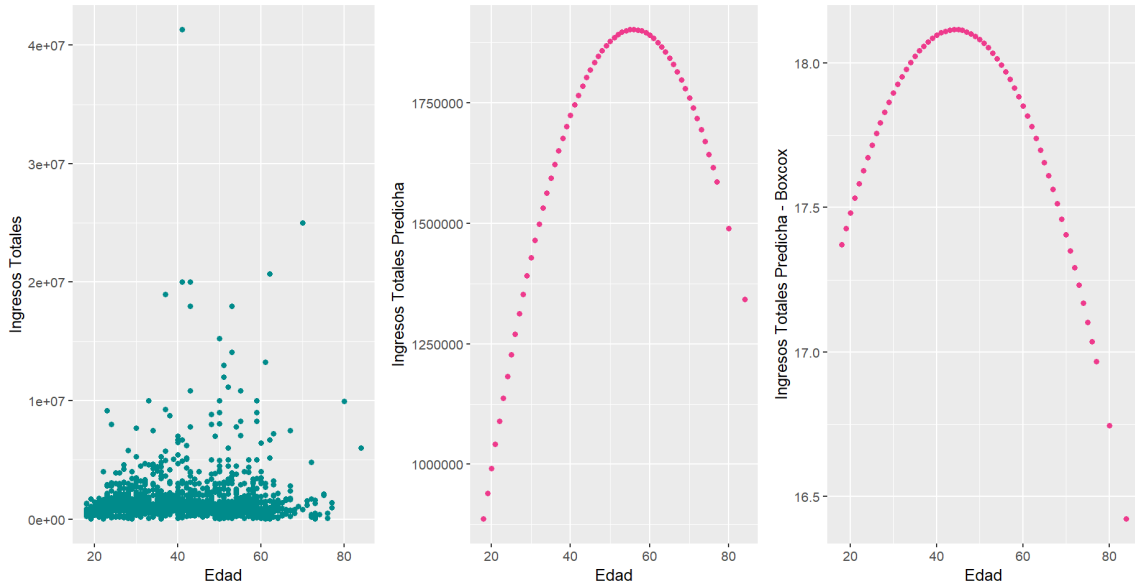 4e+07
3e+07
2e+07
1e+07
0e+00
Ingresos Totales
20 40 60 80
Edad
1750000
1500000
1250000
1000000
Ingresos Totales Predicha
20 40 60 80
Edad
18.0
17.5
17.0
16.5
Ingresos Totales Predicha - Boxcox
20 40 60 80
Edad